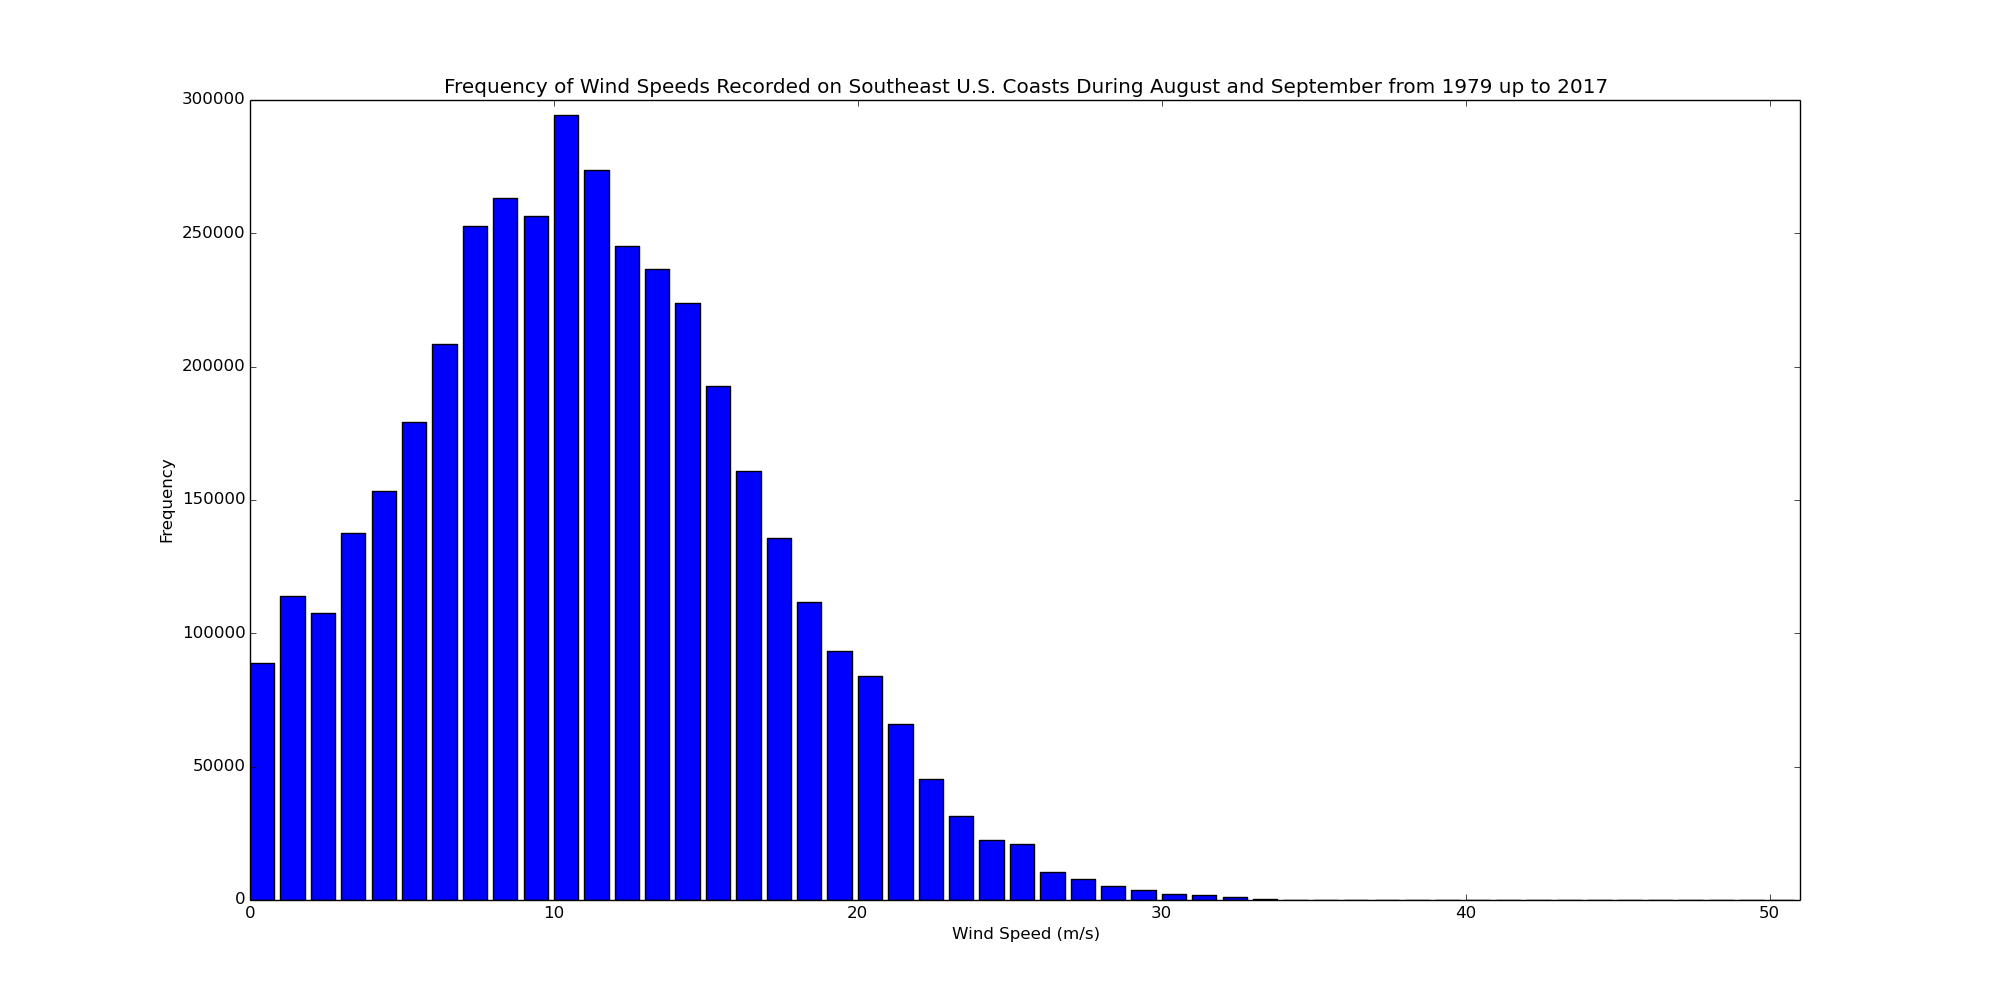 Frequency of Wind Speeds Recorded on Southeast U.S. Coasts During August and September from 1979 up to 2017
300000
250000
200000
150000
100000
50000
0
Frequency
0 10 20 30 40 50
Wind Speed (m/s)